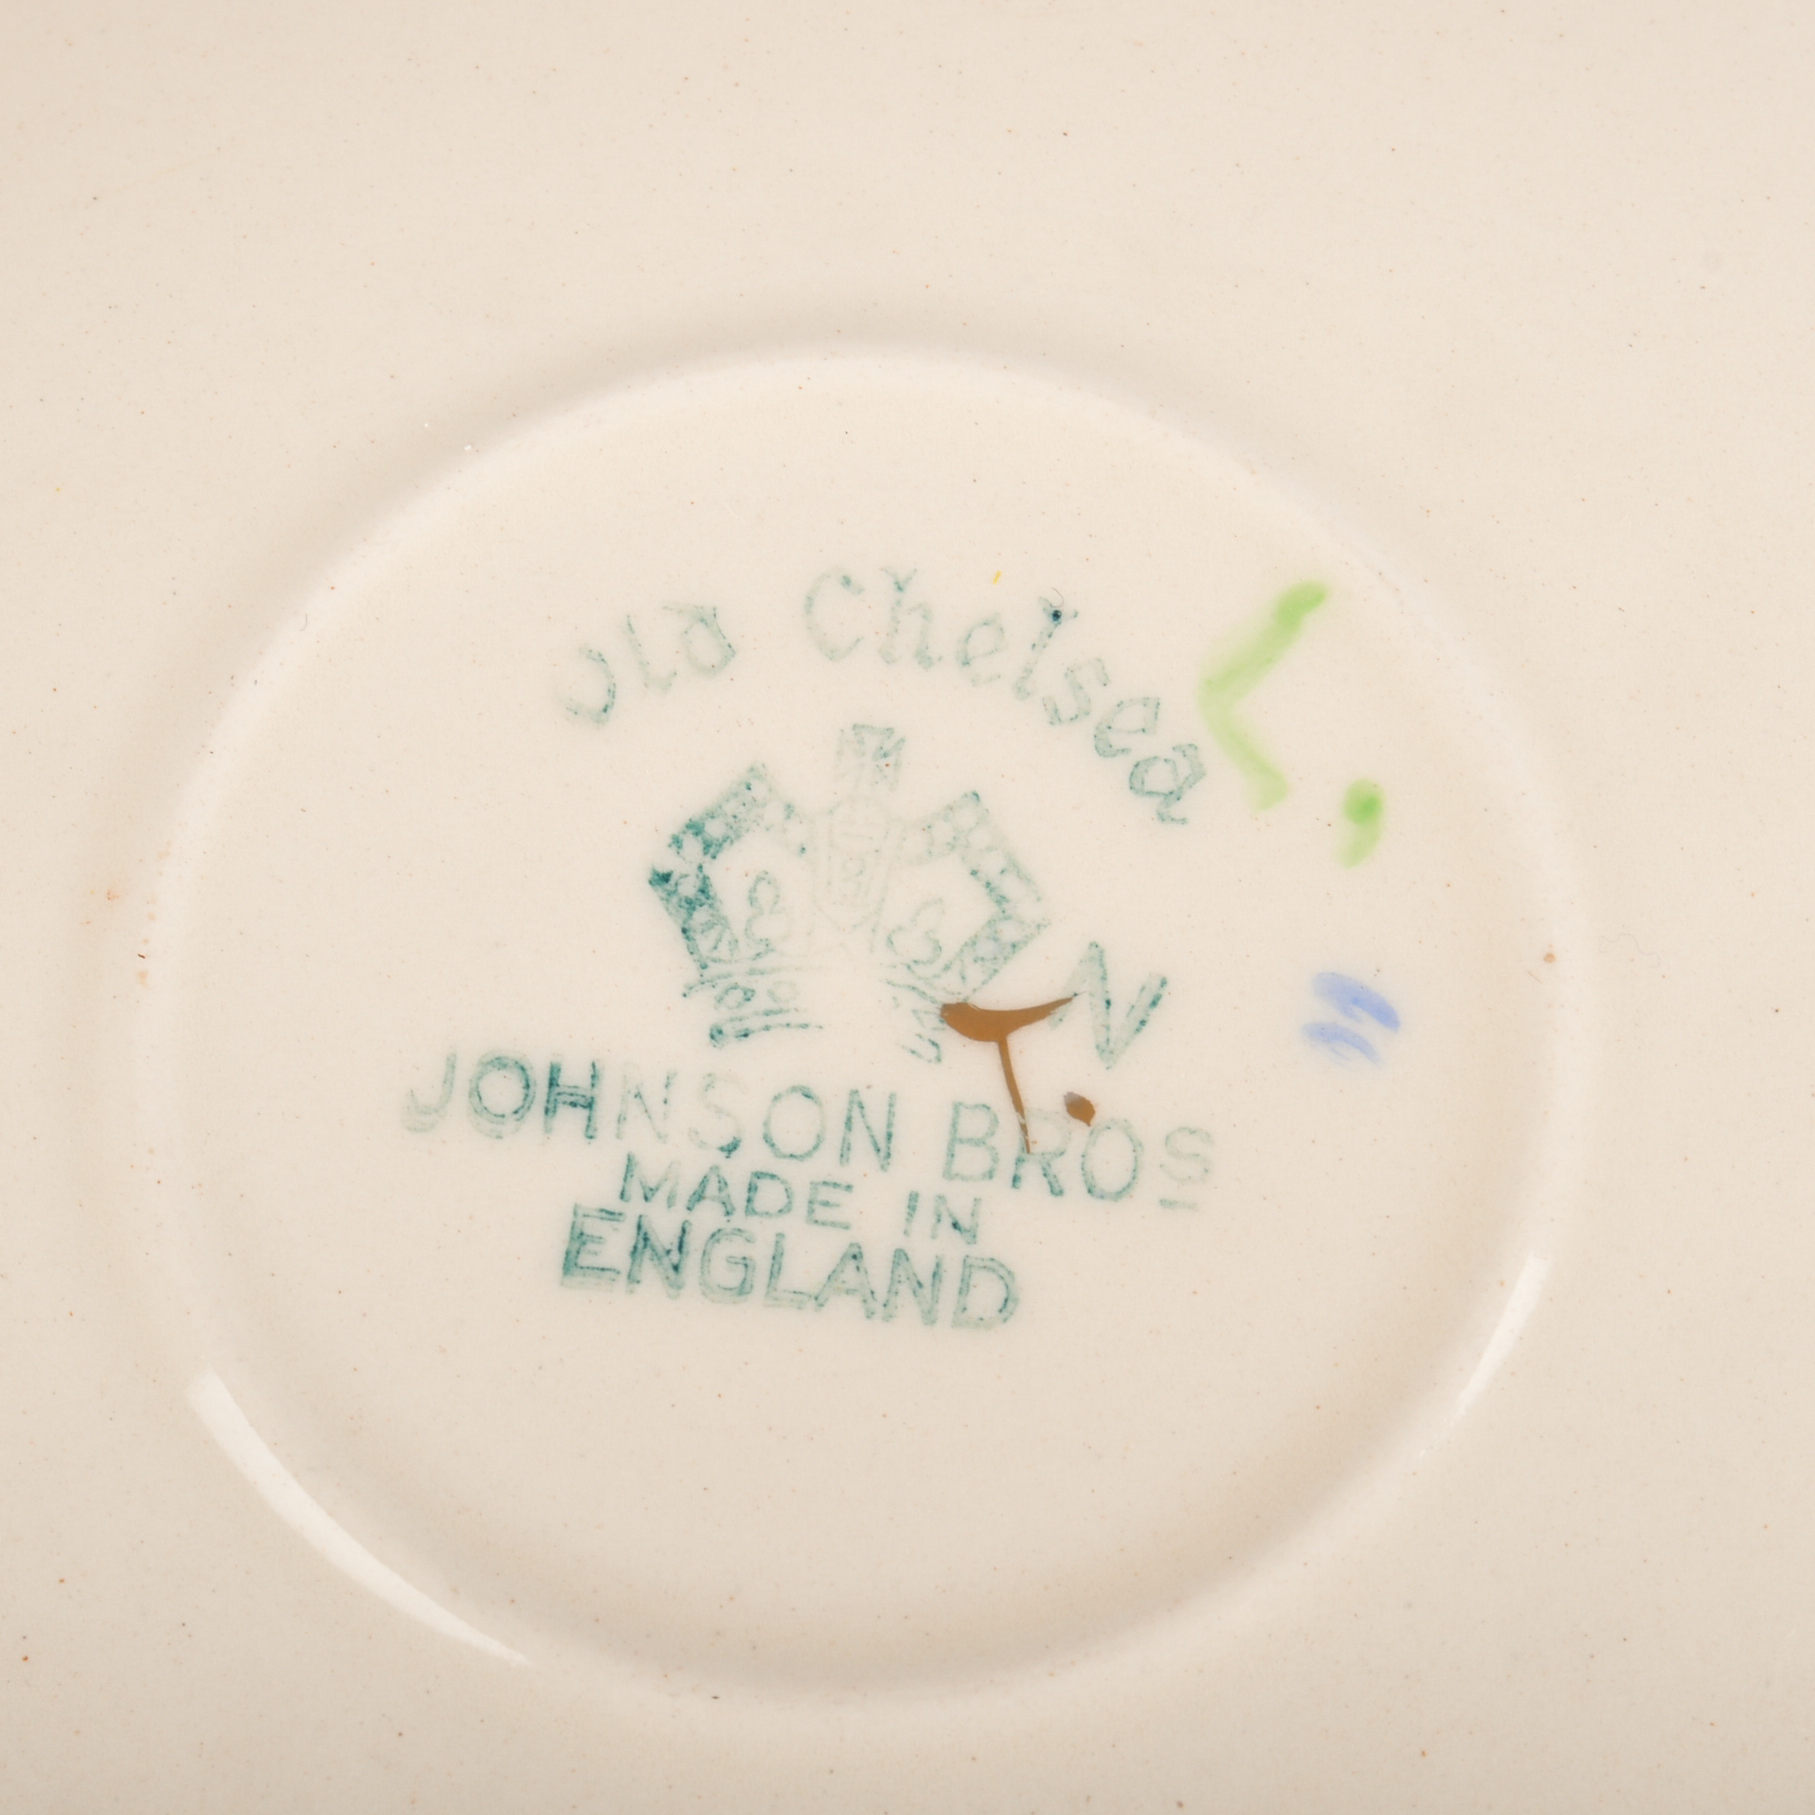 Old Chelsea
N
JOHNSON BROS
MADE IN
ENGLAND
T.